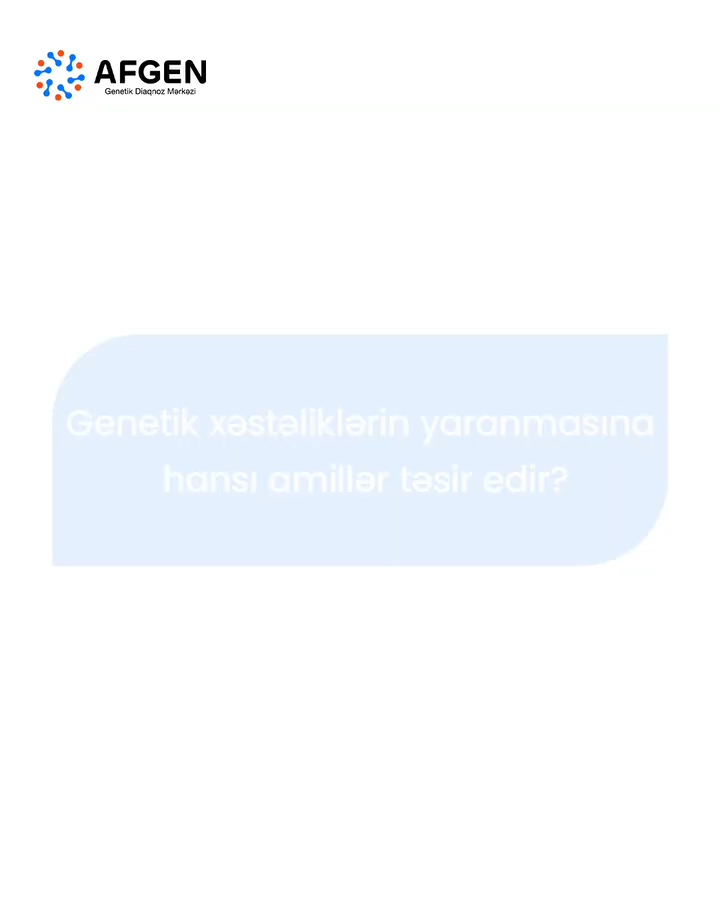 AFGEN
Genetik Diaqnoz Mərkəzi
Genetik xəstəliklərin yaranmasına
hansı amillər təsir edir?